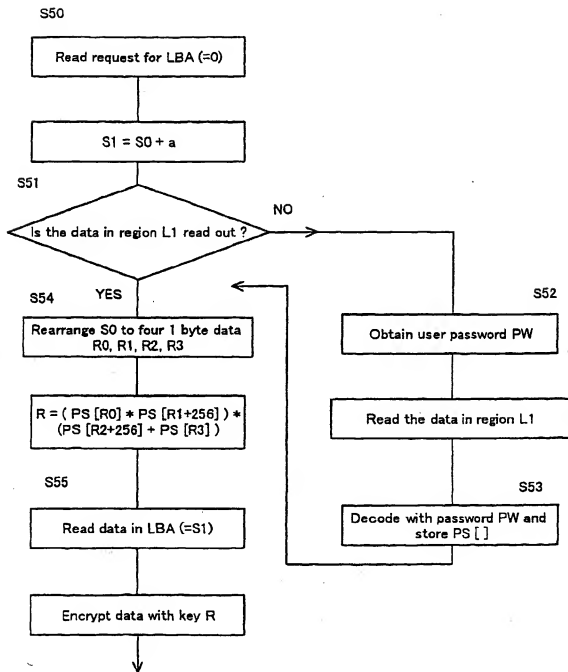 S50
Read request for LBA (=0)
S1 = S0 + a
S51
Is the data in region L1 read out ?
NO
YES
S54
Rearrange S0 to four 1 byte data
R0, R1, R2, R3
R = ( PS [R0] * PS [R1+256] ) *
(PS [R2+256] + PS [R3] )
S55
Read data in LBA (=S1)
Encrypt data with key R
S52
Obtain user password PW
Read the data in region L1
S53
Decode with password PW and
store PS [ ]